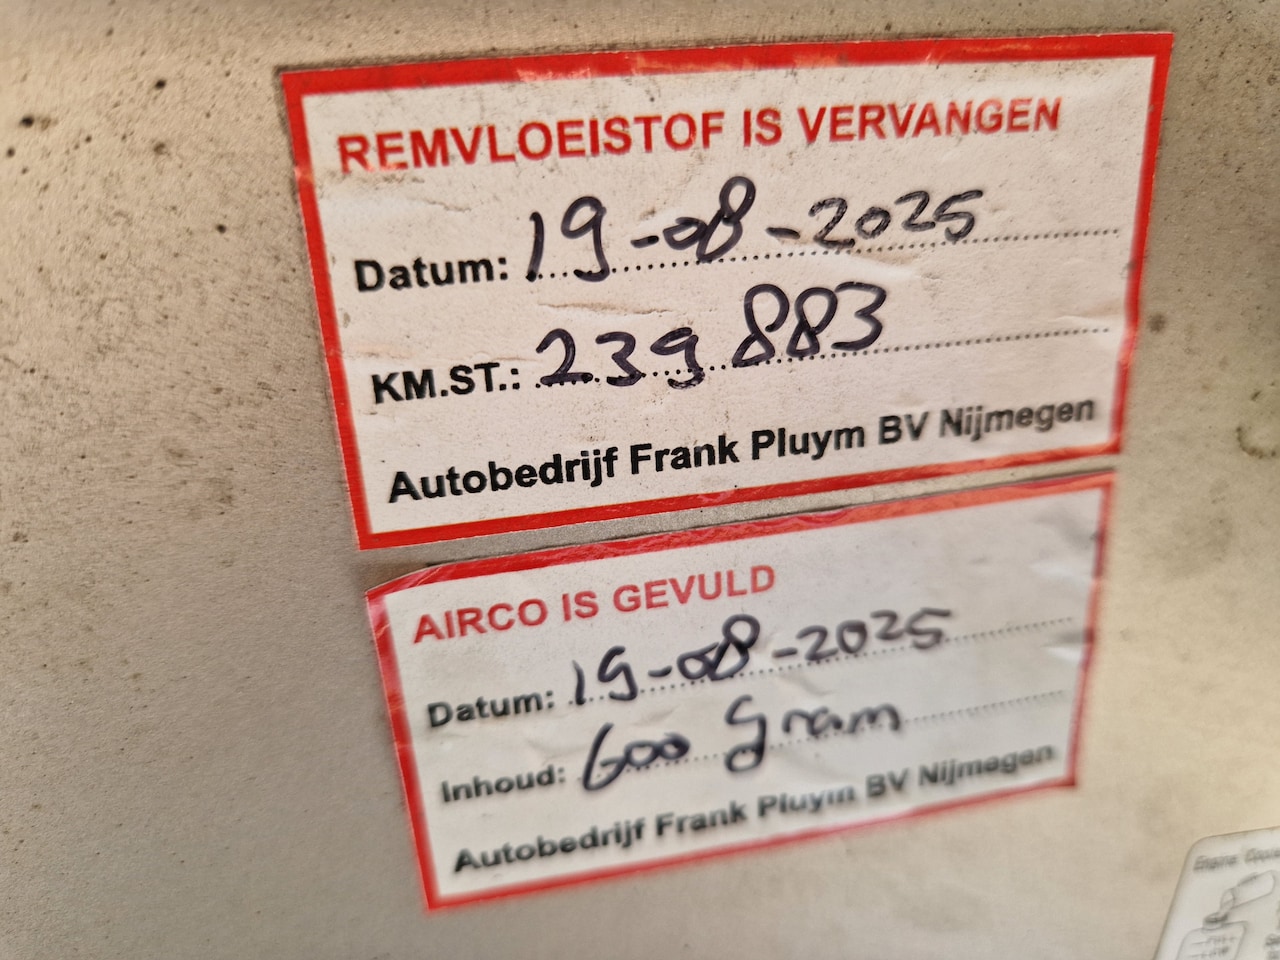 REMVLOEISTOF IS VERVANGEN
Datum: 19-08-2025
KM.ST.: 239 883
Autobedrijf Frank Pluym BV Nijmegen
AIRCO IS GEVULD
Datum: 19-08-2025
Inhoud: 600 gram
Autobedrijf Frank Pluym BV Nijmegen
Engine